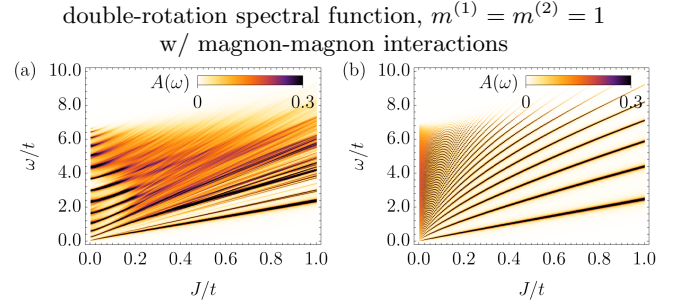 double-rotation spectral function, m⁽¹⁾ = m⁽²⁾ = 1
w/ magnon-magnon interactions
(a) 10.0 A(ω) (b) 10.0 A(ω)
8.0 0 0.3 8.0 0 0.3
ω/t 6.0 ω/t 6.0
4.0 4.0
2.0 2.0
0.0 0.0
0.0 0.2 0.4 0.6 0.8 1.0 0.0 0.2 0.4 0.6 0.8 1.0
J/t J/t